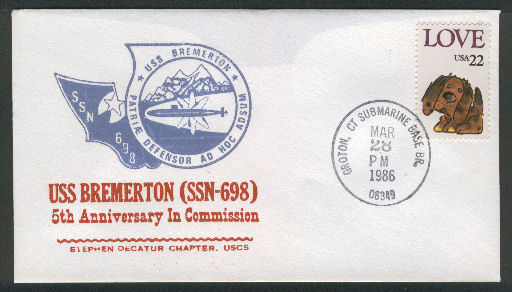 USS BREMERTON
PATRIÆ DEFENSOR AD HOC ADSUM
SSN
698
USS BREMERTON (SSN-698)
5th Anniversary In Commission
STEPHEN DECATUR CHAPTER, USCS
LOVE
USA 22
GROTON, CT SUBMARINE BASE BR.
MAR
28
PM
1986
06349